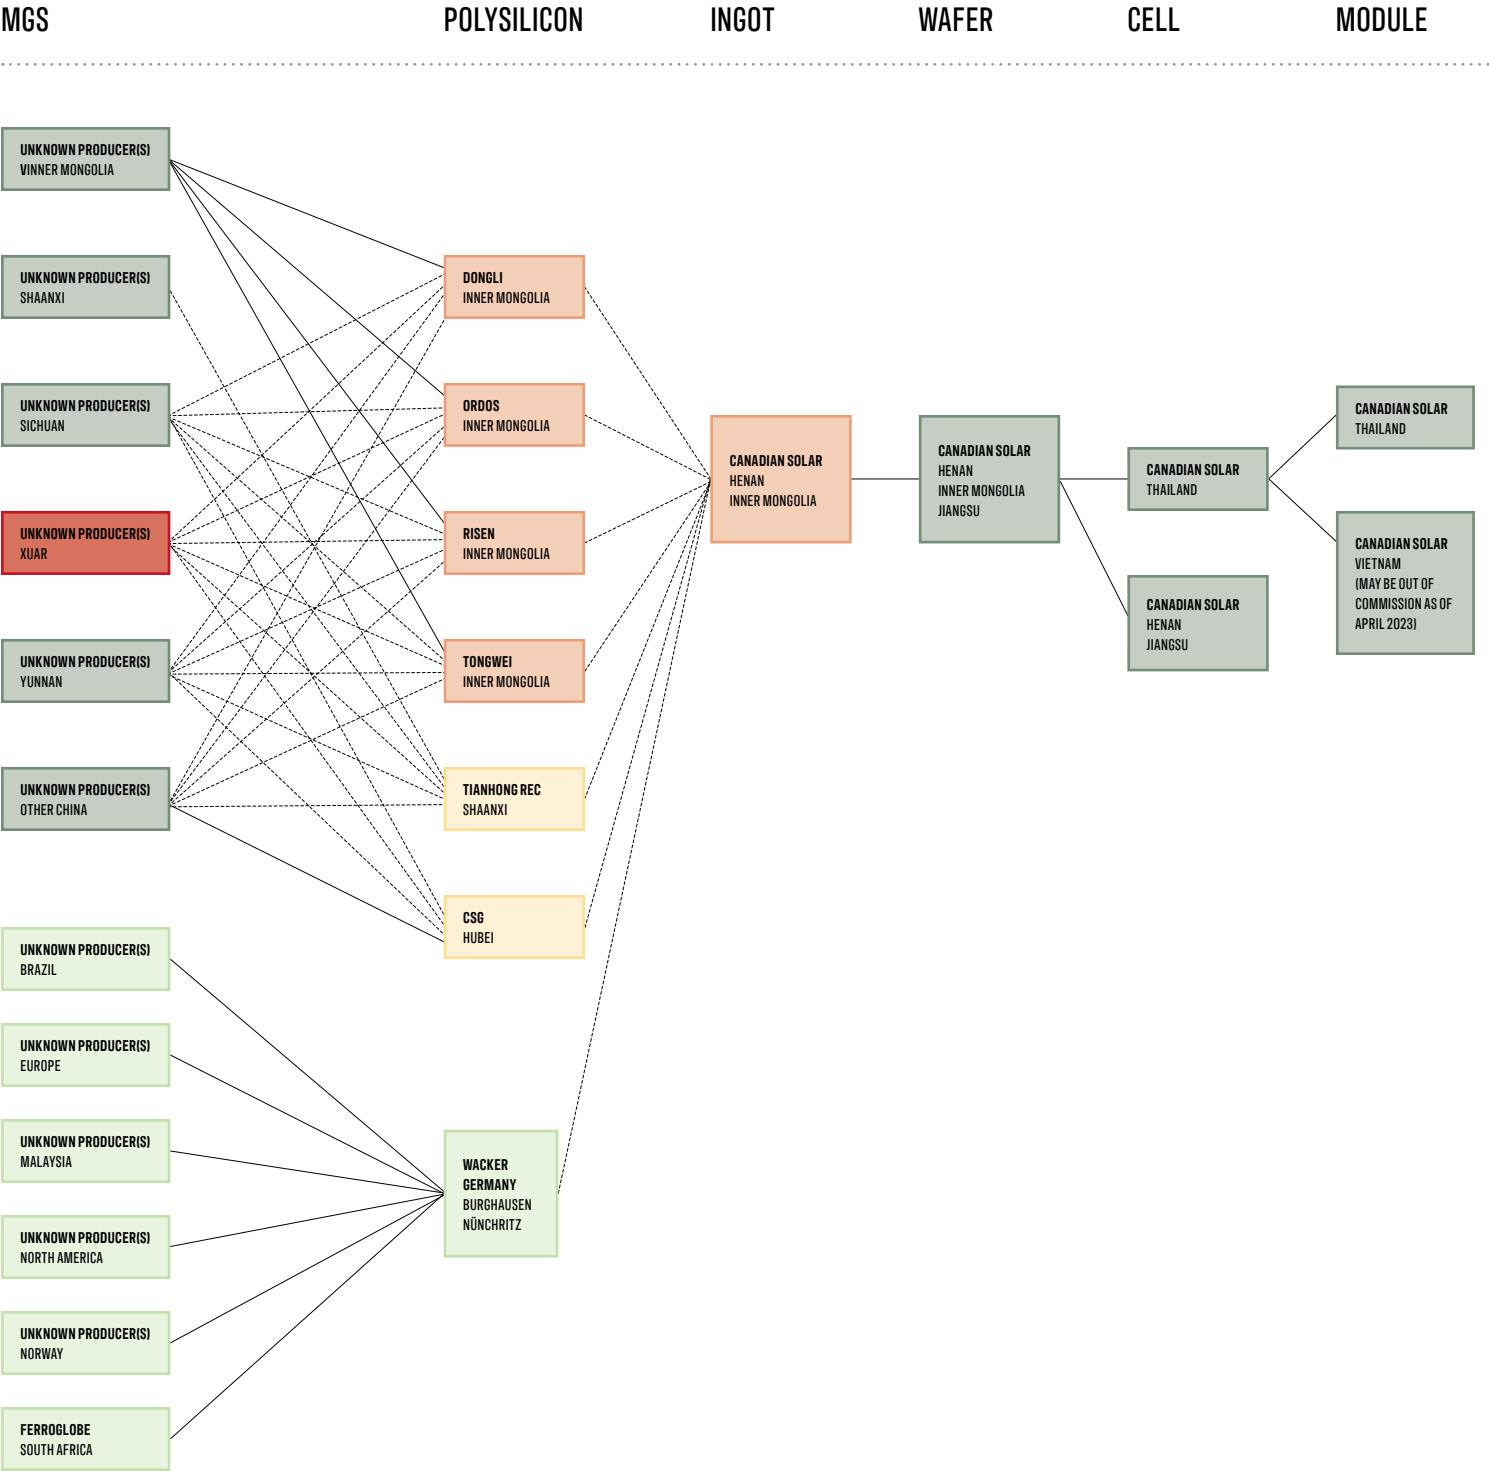 MGS
POLYSILICON
INGOT
WAFER
CELL
MODULE
UNKNOWN PRODUCER(S)
VINNER MONGOLIA
UNKNOWN PRODUCER(S)
SHAANXI
UNKNOWN PRODUCER(S)
SICHUAN
UNKNOWN PRODUCER(S)
XUAR
UNKNOWN PRODUCER(S)
YUNNAN
UNKNOWN PRODUCER(S)
OTHER CHINA
UNKNOWN PRODUCER(S)
BRAZIL
UNKNOWN PRODUCER(S)
EUROPE
UNKNOWN PRODUCER(S)
MALAYSIA
UNKNOWN PRODUCER(S)
NORTH AMERICA
UNKNOWN PRODUCER(S)
NORWAY
FERROGLOBE
SOUTH AFRICA
DONGLI
INNER MONGOLIA
ORDOS
INNER MONGOLIA
RISEN
INNER MONGOLIA
TONGWEI
INNER MONGOLIA
TIANHONG REC
SHAANXI
CSG
HUBEI
WACKER
GERMANY
BURGHAUSEN
NÜNCHRITZ
CANADIAN SOLAR
HENAN
INNER MONGOLIA
CANADIAN SOLAR
HENAN
INNER MONGOLIA
JIANGSU
CANADIAN SOLAR
THAILAND
CANADIAN SOLAR
HENAN
JIANGSU
CANADIAN SOLAR
THAILAND
CANADIAN SOLAR
VIETNAM
(MAY BE OUT OF
COMMISSION AS OF
APRIL 2023)